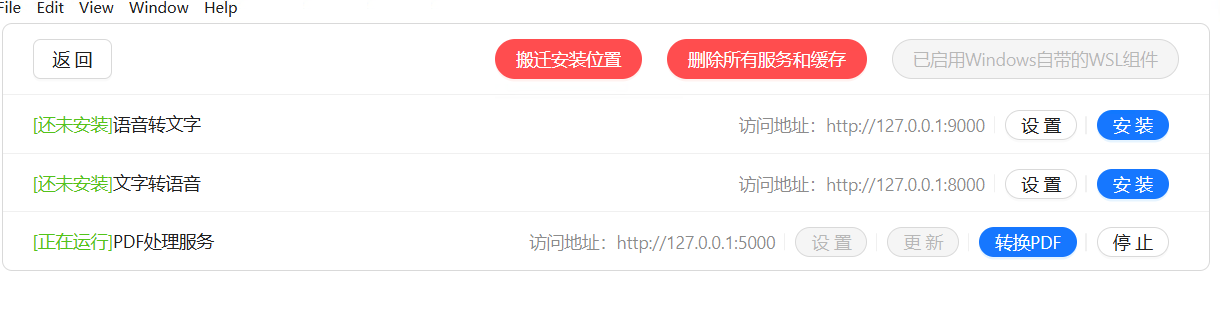 File Edit View Window Help
返 回 搬迁安装位置 删除所有服务和缓存 已启用Windows自带的WSL组件
[还未安装]语音转文字 访问地址：http://127.0.0.1:9000 设 置 安 装
[还未安装]文字转语音 访问地址：http://127.0.0.1:8000 设 置 安 装
[正在运行]PDF处理服务 访问地址：http://127.0.0.1:5000 设 置 更 新 转换PDF 停 止